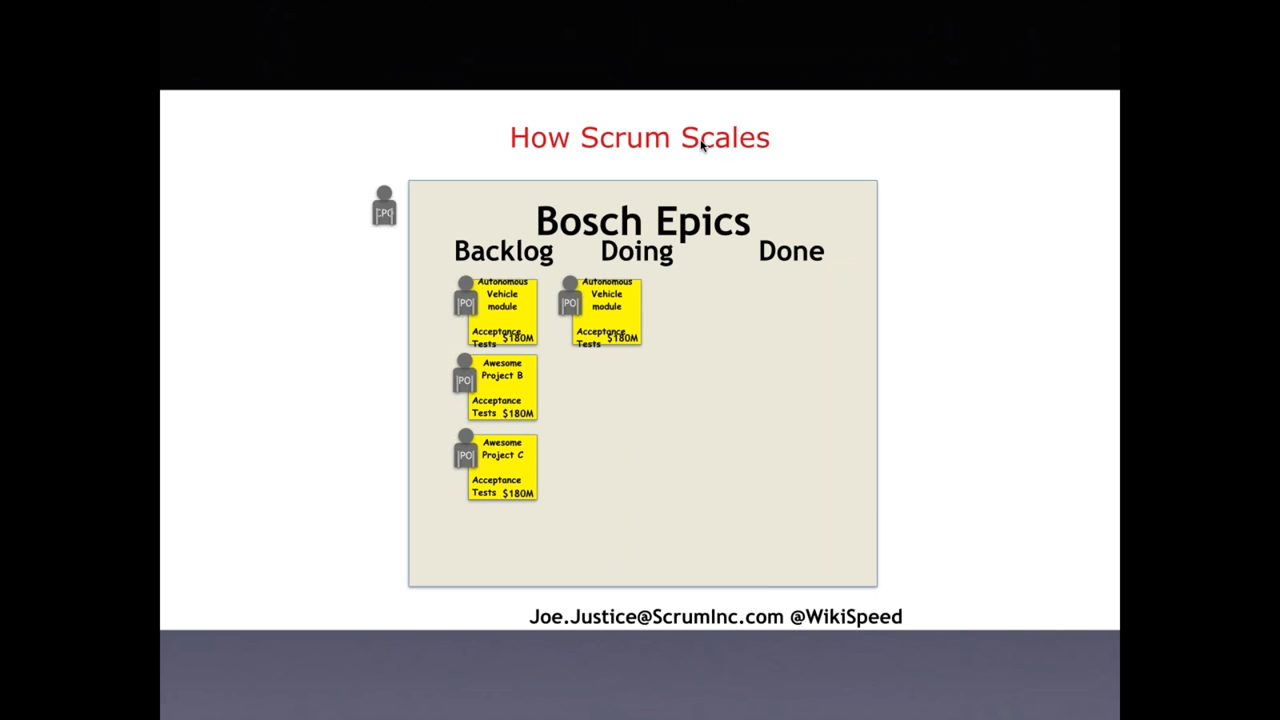 How Scrum Scales
CPO
Bosch Epics
Backlog Doing Done
PO
Autonomous
Vehicle
module
Acceptance
Tests $180M
PO
Autonomous
Vehicle
module
Acceptance
Tests $180M
PO
Awesome
Project B
Acceptance
Tests $180M
PO
Awesome
Project C
Acceptance
Tests $180M
Joe.Justice@ScrumInc.com @WikiSpeed